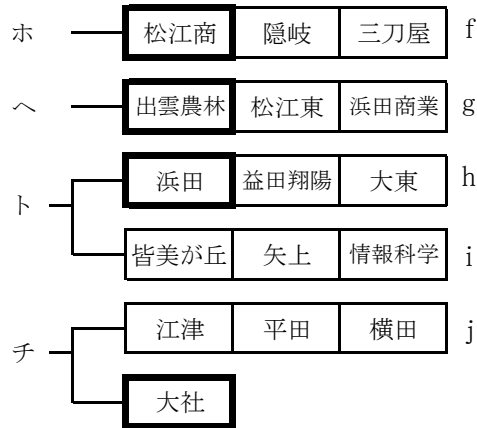 ホ 松江商 隠岐 三刀屋 f
ヘ 出雲農林 松江東 浜田商業 g
ト 浜田 益田翔陽 大東 h
皆美が丘 矢上 情報科学 i
チ 江津 平田 横田 j
大社